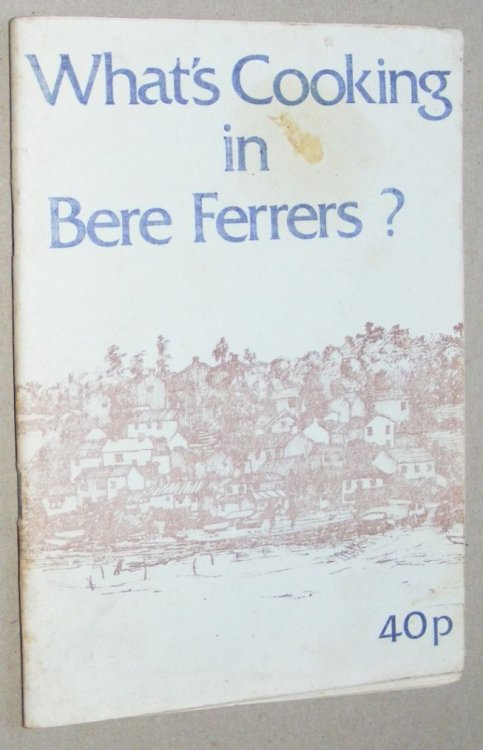 What's Cooking
in
Bere Ferrers ?
40p